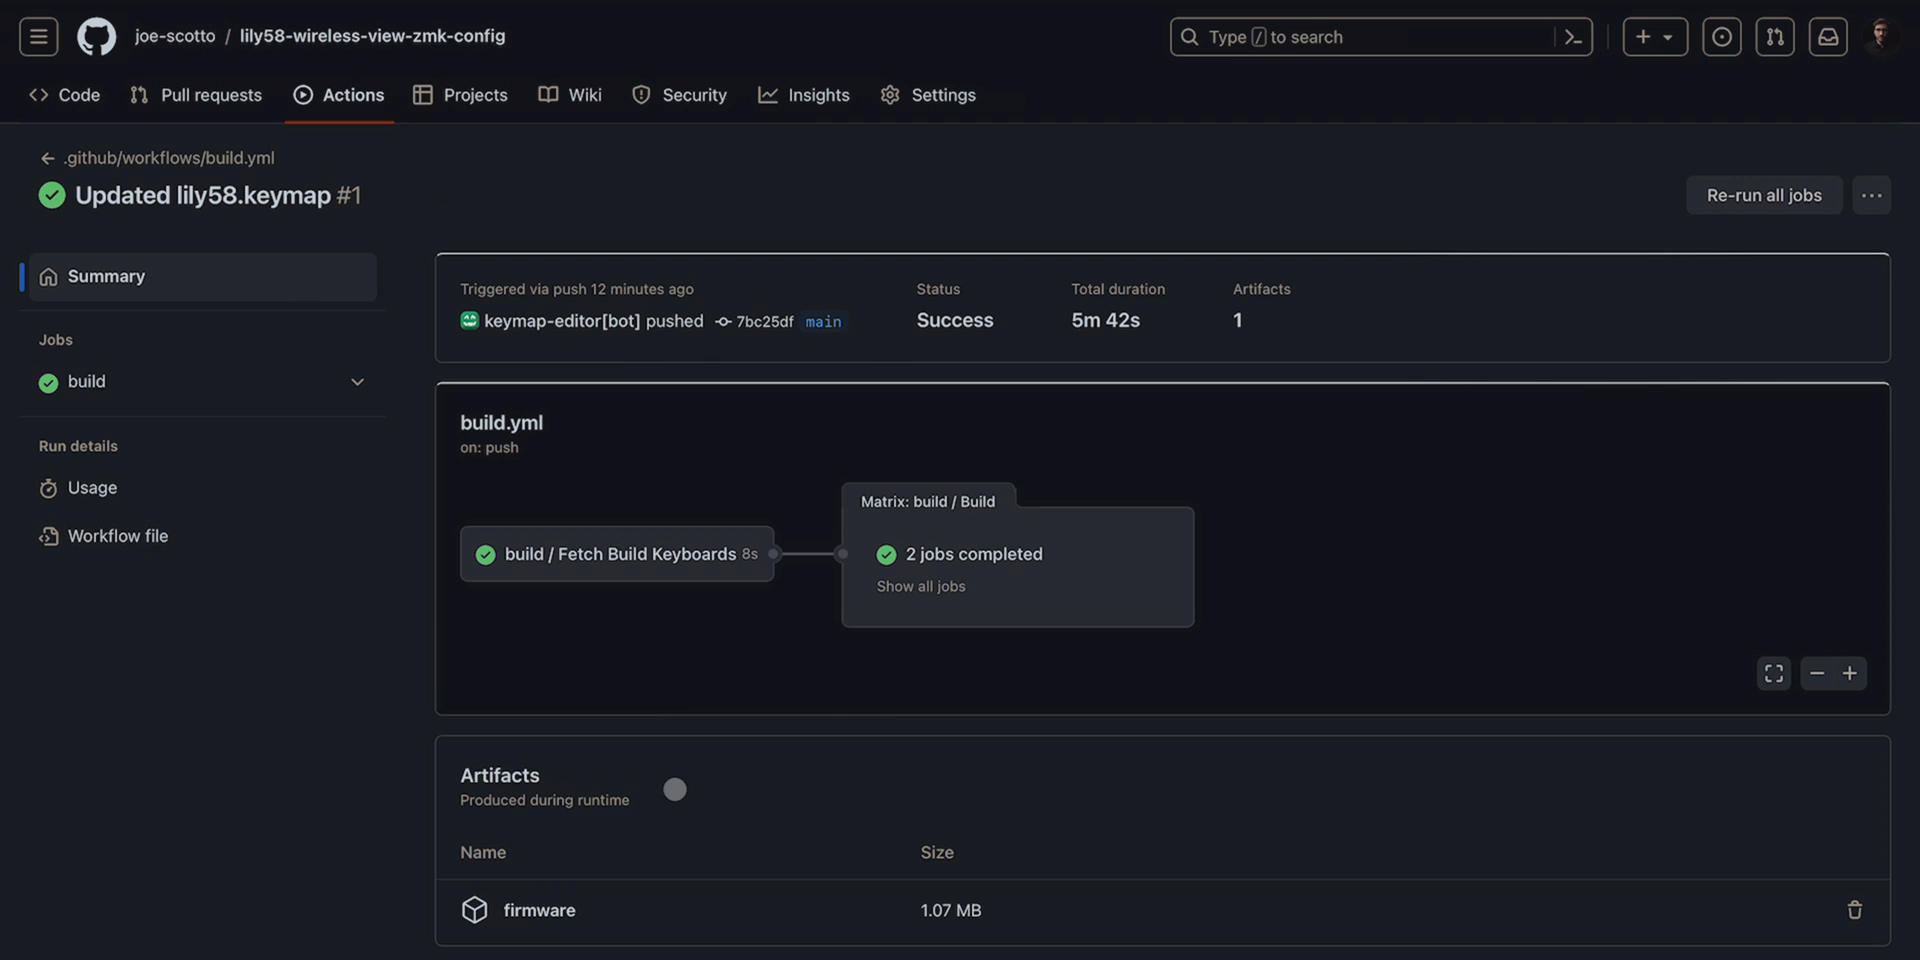 joe-scotto / lily58-wireless-view-zmk-config
Type / to search
Code
Pull requests
Actions
Projects
Wiki
Security
Insights
Settings
.github/workflows/build.yml
Updated lily58.keymap #1
Re-run all jobs
Summary
Jobs
build
Run details
Usage
Workflow file
Triggered via push 12 minutes ago
keymap-editor[bot] pushed 7bc25df main
Status
Success
Total duration
5m 42s
Artifacts
1
build.yml
on: push
build / Fetch Build Keyboards 8s
Matrix: build / Build
2 jobs completed
Show all jobs
Artifacts
Produced during runtime
Name Size
firmware 1.07 MB